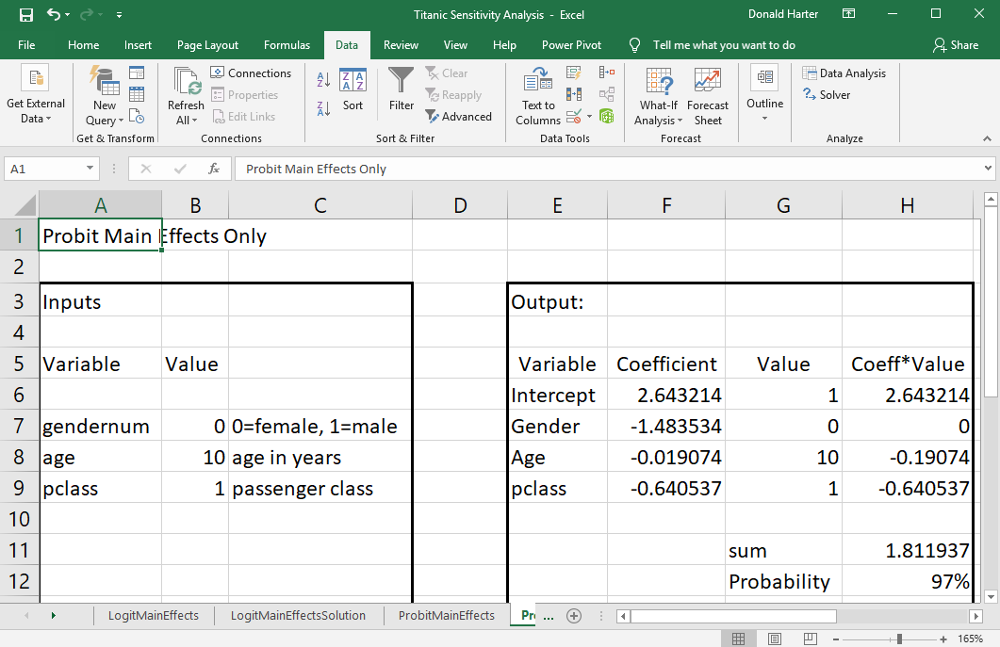 Titanic Sensitivity Analysis - Excel
Donald Harter
File Home Insert Page Layout Formulas Data Review View Help Power Pivot Tell me what you want to do Share
Get External Data
New Query
Get & Transform
Refresh All
Connections
Properties
Edit Links
Connections
Sort
Filter
Clear
Reapply
Advanced
Sort & Filter
Text to Columns
Data Tools
What-If Analysis
Forecast Sheet
Forecast
Outline
Data Analysis
Solver
Analyze
A1 fx Probit Main Effects Only
A B C D E F G H
1 Probit Main Effects Only
2
3 Inputs Output:
4
5 Variable Value Variable Coefficient Value Coeff*Value
6 Intercept 2.643214 1 2.643214
7 gendernum 0 0=female, 1=male Gender -1.483534 0 0
8 age 10 age in years Age -0.019074 10 -0.19074
9 pclass 1 passenger class pclass -0.640537 1 -0.640537
10
11 sum 1.811937
12 Probability 97%
LogitMainEffects LogitMainEffectsSolution ProbitMainEffects Pr ...
165%